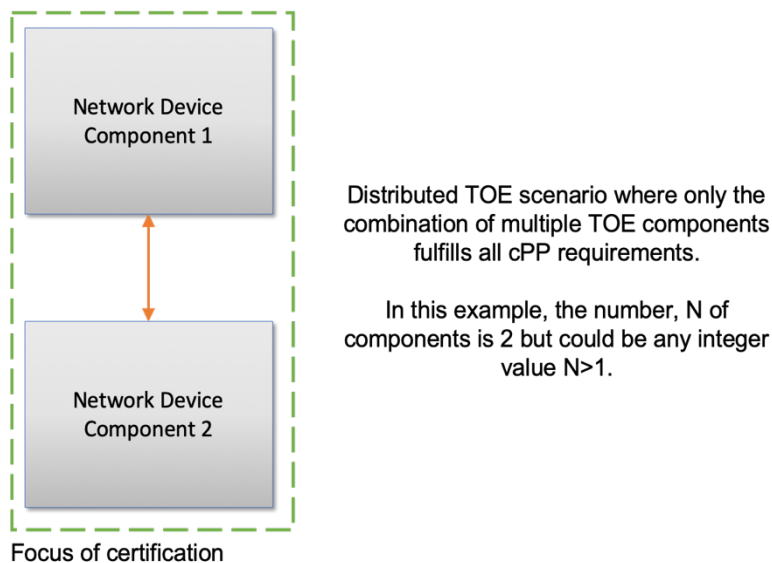 Network Device
Component 1
Distributed TOE scenario where only the
combination of multiple TOE components
fulfills all cPP requirements.
In this example, the number, N of
components is 2 but could be any integer
value N>1.
Network Device
Component 2
Focus of certification